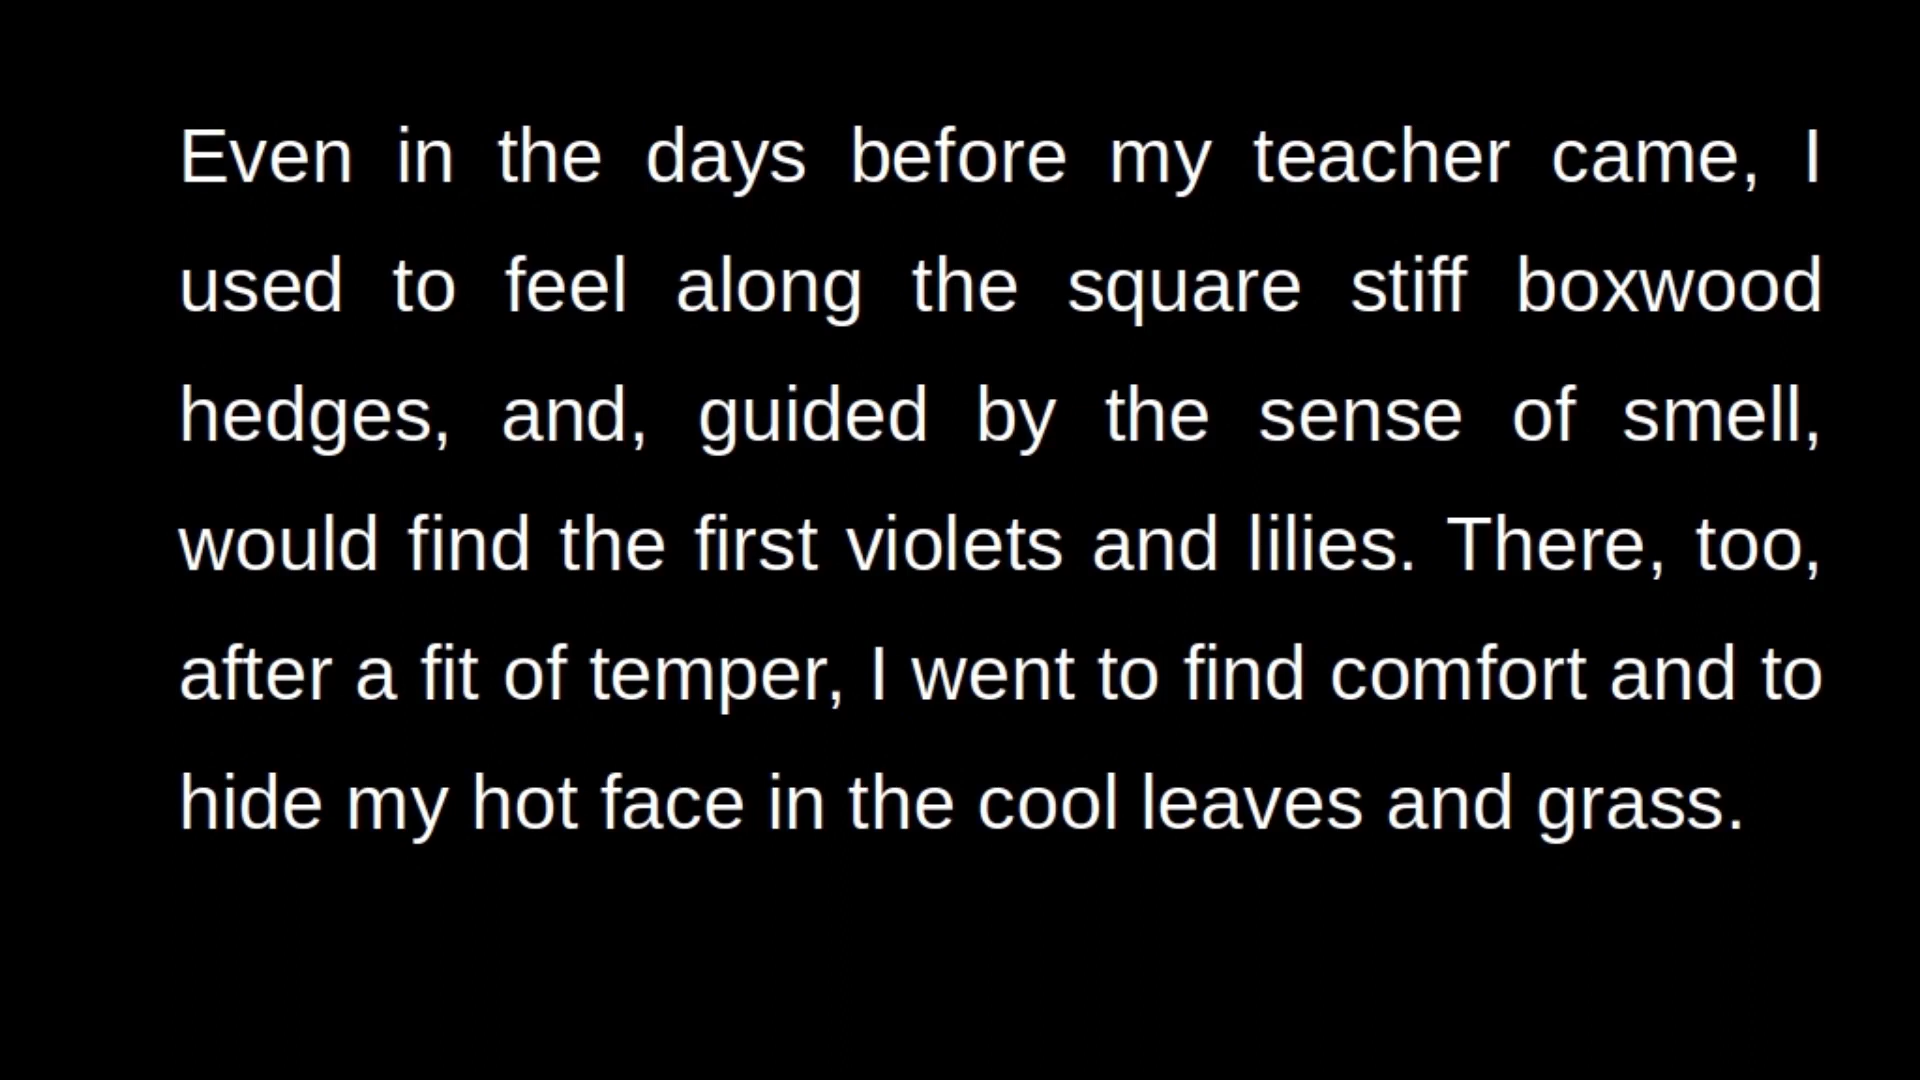 Even in the days before my teacher came, I
used to feel along the square stiff boxwood
hedges, and, guided by the sense of smell,
would find the first violets and lilies. There, too,
after a fit of temper, I went to find comfort and to
hide my hot face in the cool leaves and grass.